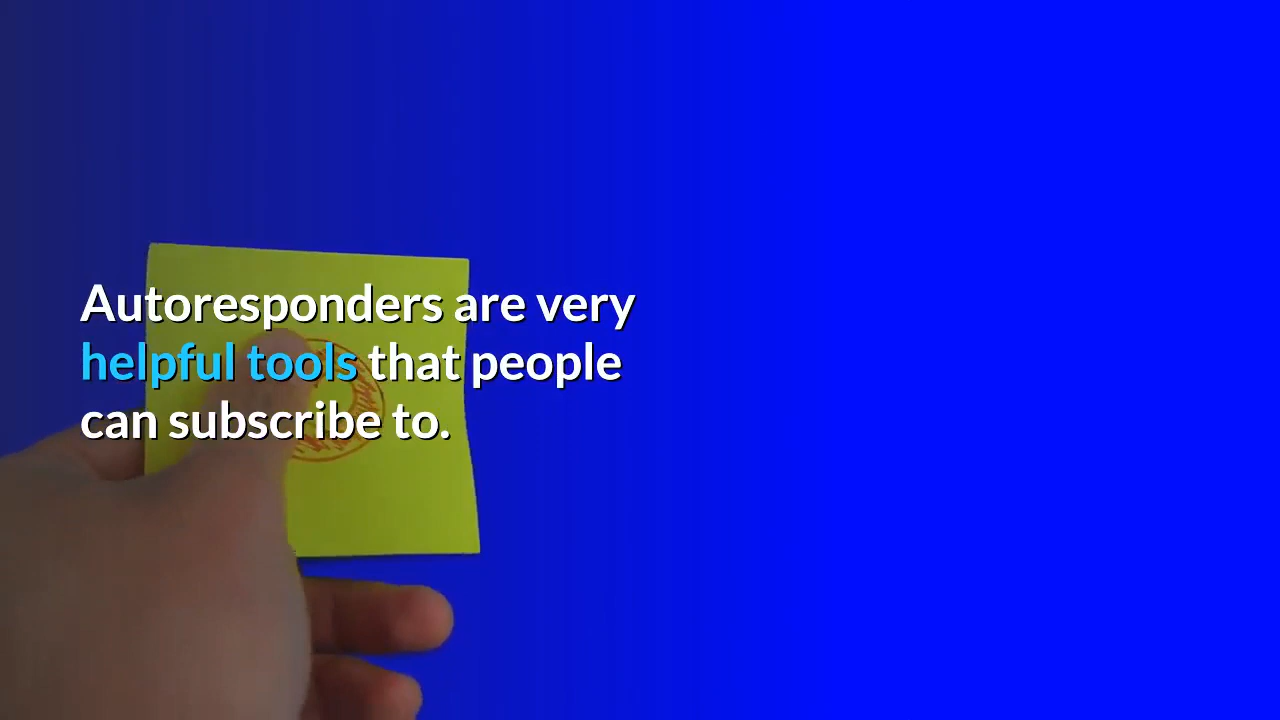 Autoresponders are very
helpful tools that people
can subscribe to.